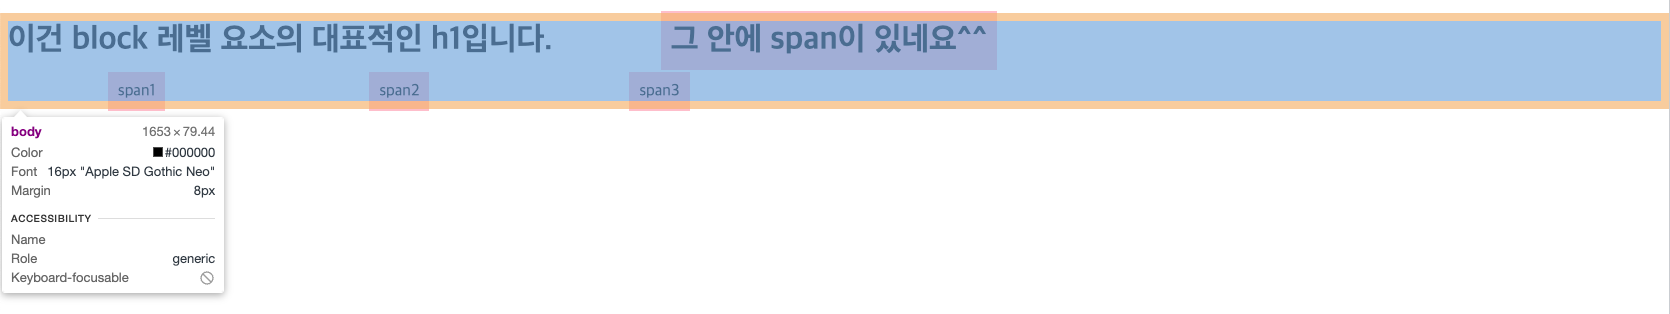 이건 block 레벨 요소의 대표적인 h1입니다. 그 안에 span이 있네요^^
span1 span2 span3
body 1653 × 79.44
Color #000000
Font 16px "Apple SD Gothic Neo"
Margin 8px
ACCESSIBILITY
Name
Role generic
Keyboard-focusable